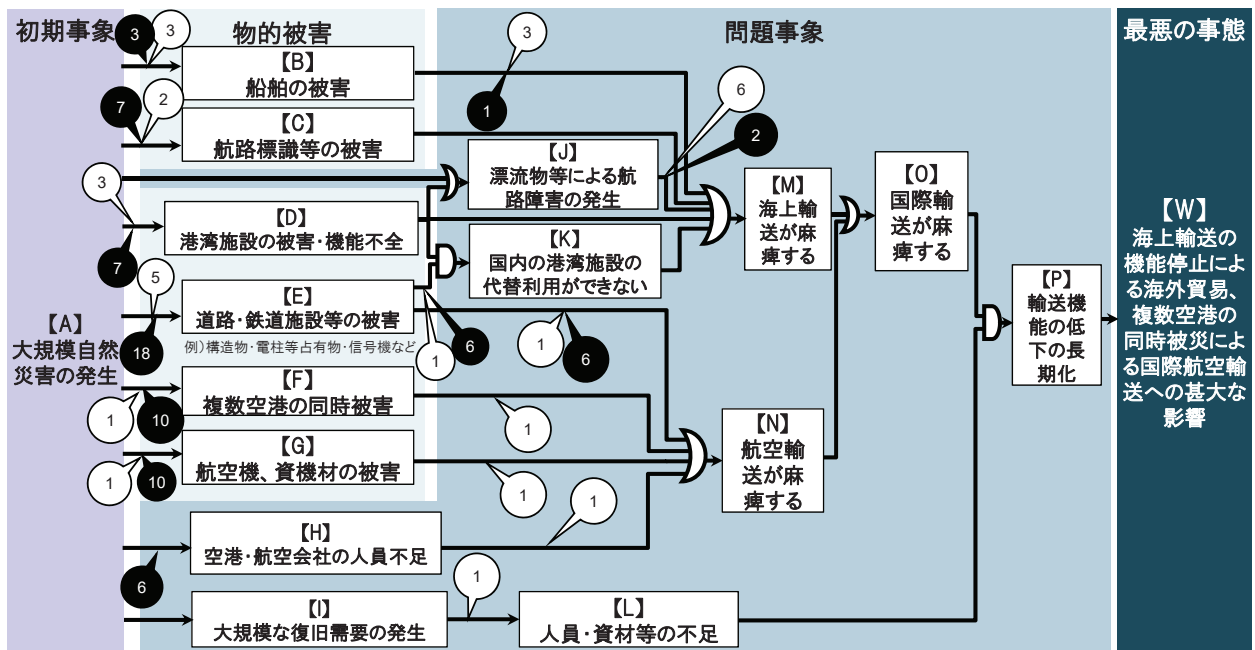 初期事象
物的被害
問題事象
最悪の事態
3
3
【B】
船舶の被害
3
1
7
2
【C】
航路標識等の被害
6
2
【J】
漂流物等による航
路障害の発生
3
7
【D】
港湾施設の被害・機能不全
【K】
国内の港湾施設の
代替利用ができない
【M】
海上輸
送が麻
痺する
【O】
国際輸
送が麻
痺する
5
18
【E】
道路・鉄道施設等の被害
例）構造物・電柱等占有物・信号機など
1
6
1
6
【A】
大規模自然
災害の発生
1
10
【F】
複数空港の同時被害
1
1
10
【G】
航空機、資機材の被害
1
【N】
航空輸
送が麻
痺する
6
【H】
空港・航空会社の人員不足
1
【I】
大規模な復旧需要の発生
1
【L】
人員・資材等の不足
【P】
輸送機
能の低
下の長
期化
【W】
海上輸送の
機能停止によ
る海外貿易、
複数空港の
同時被災によ
る国際航空輸
送への甚大な
影響